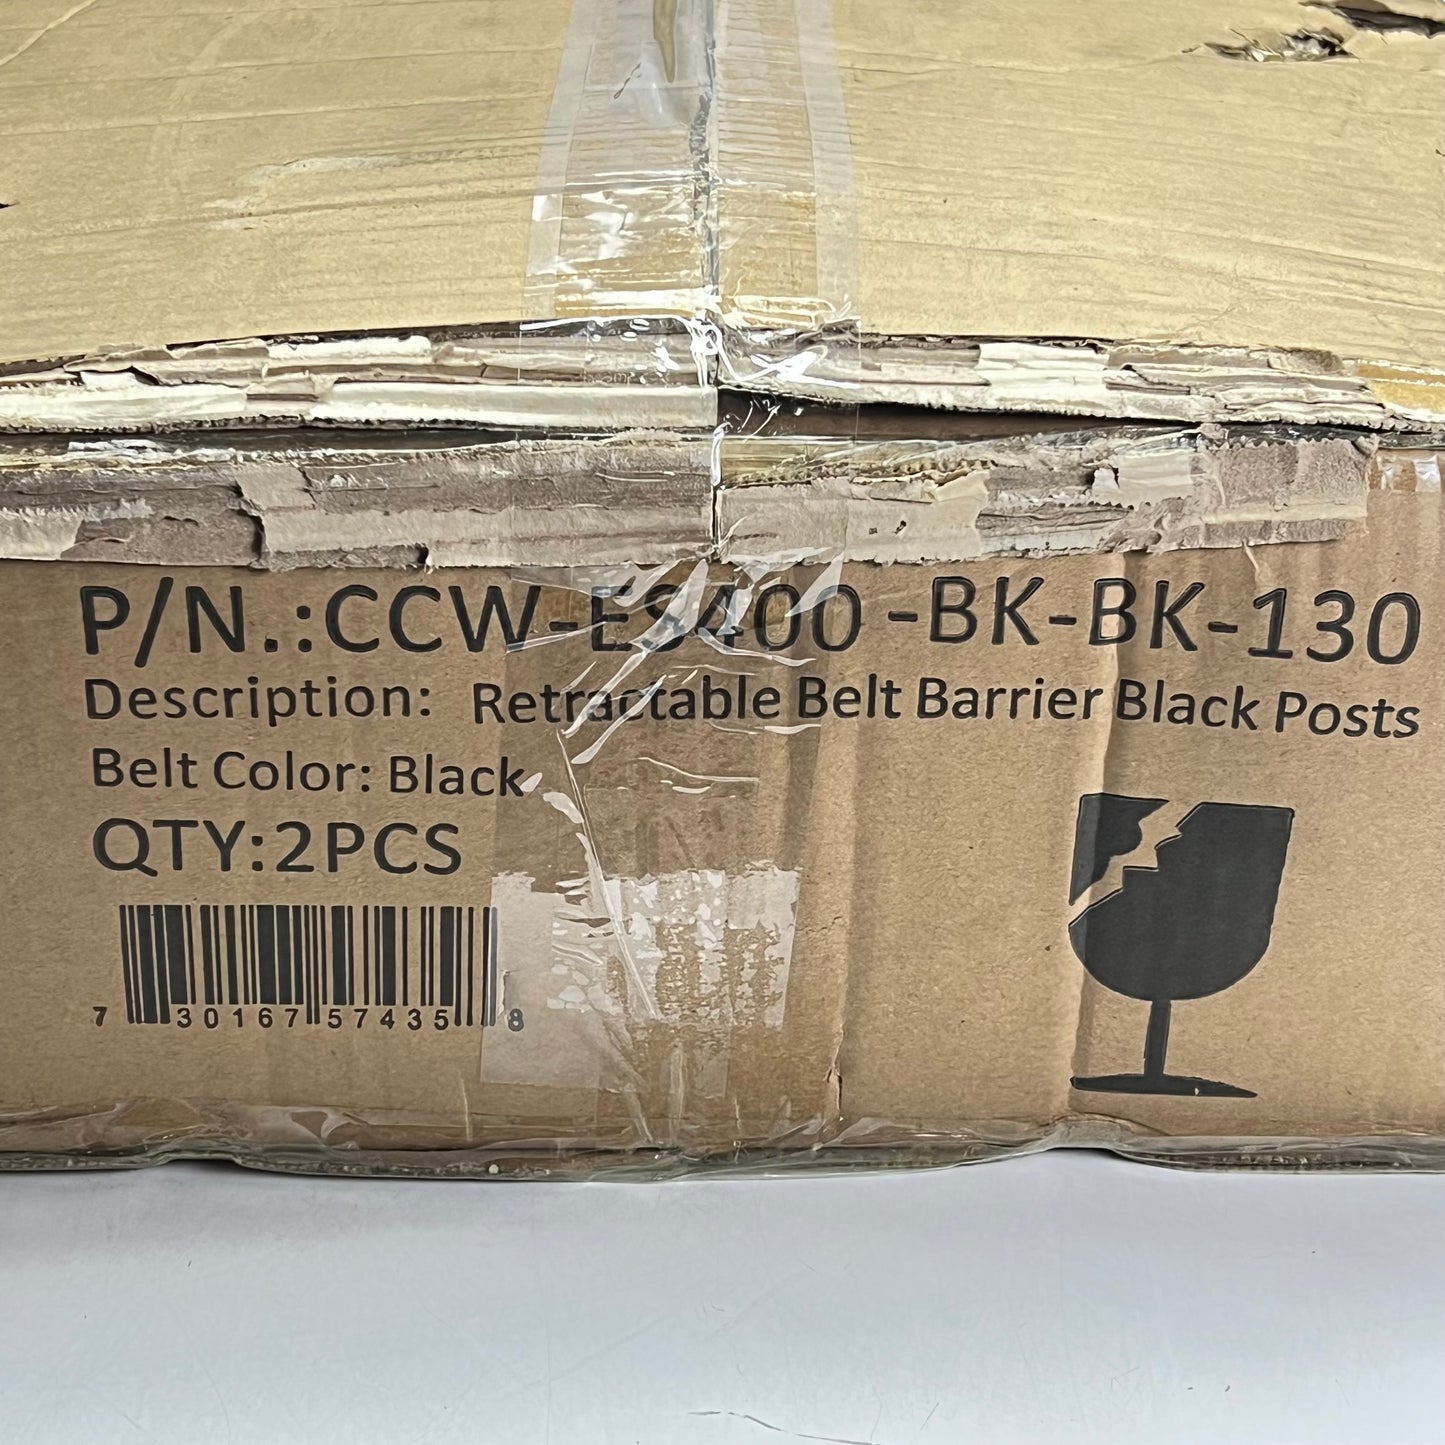 P/N.:CCW-ES400-BK-BK-130
Description: Retractable Belt Barrier Black Posts
Belt Color: Black
QTY:2PCS
7 30167 57435 8